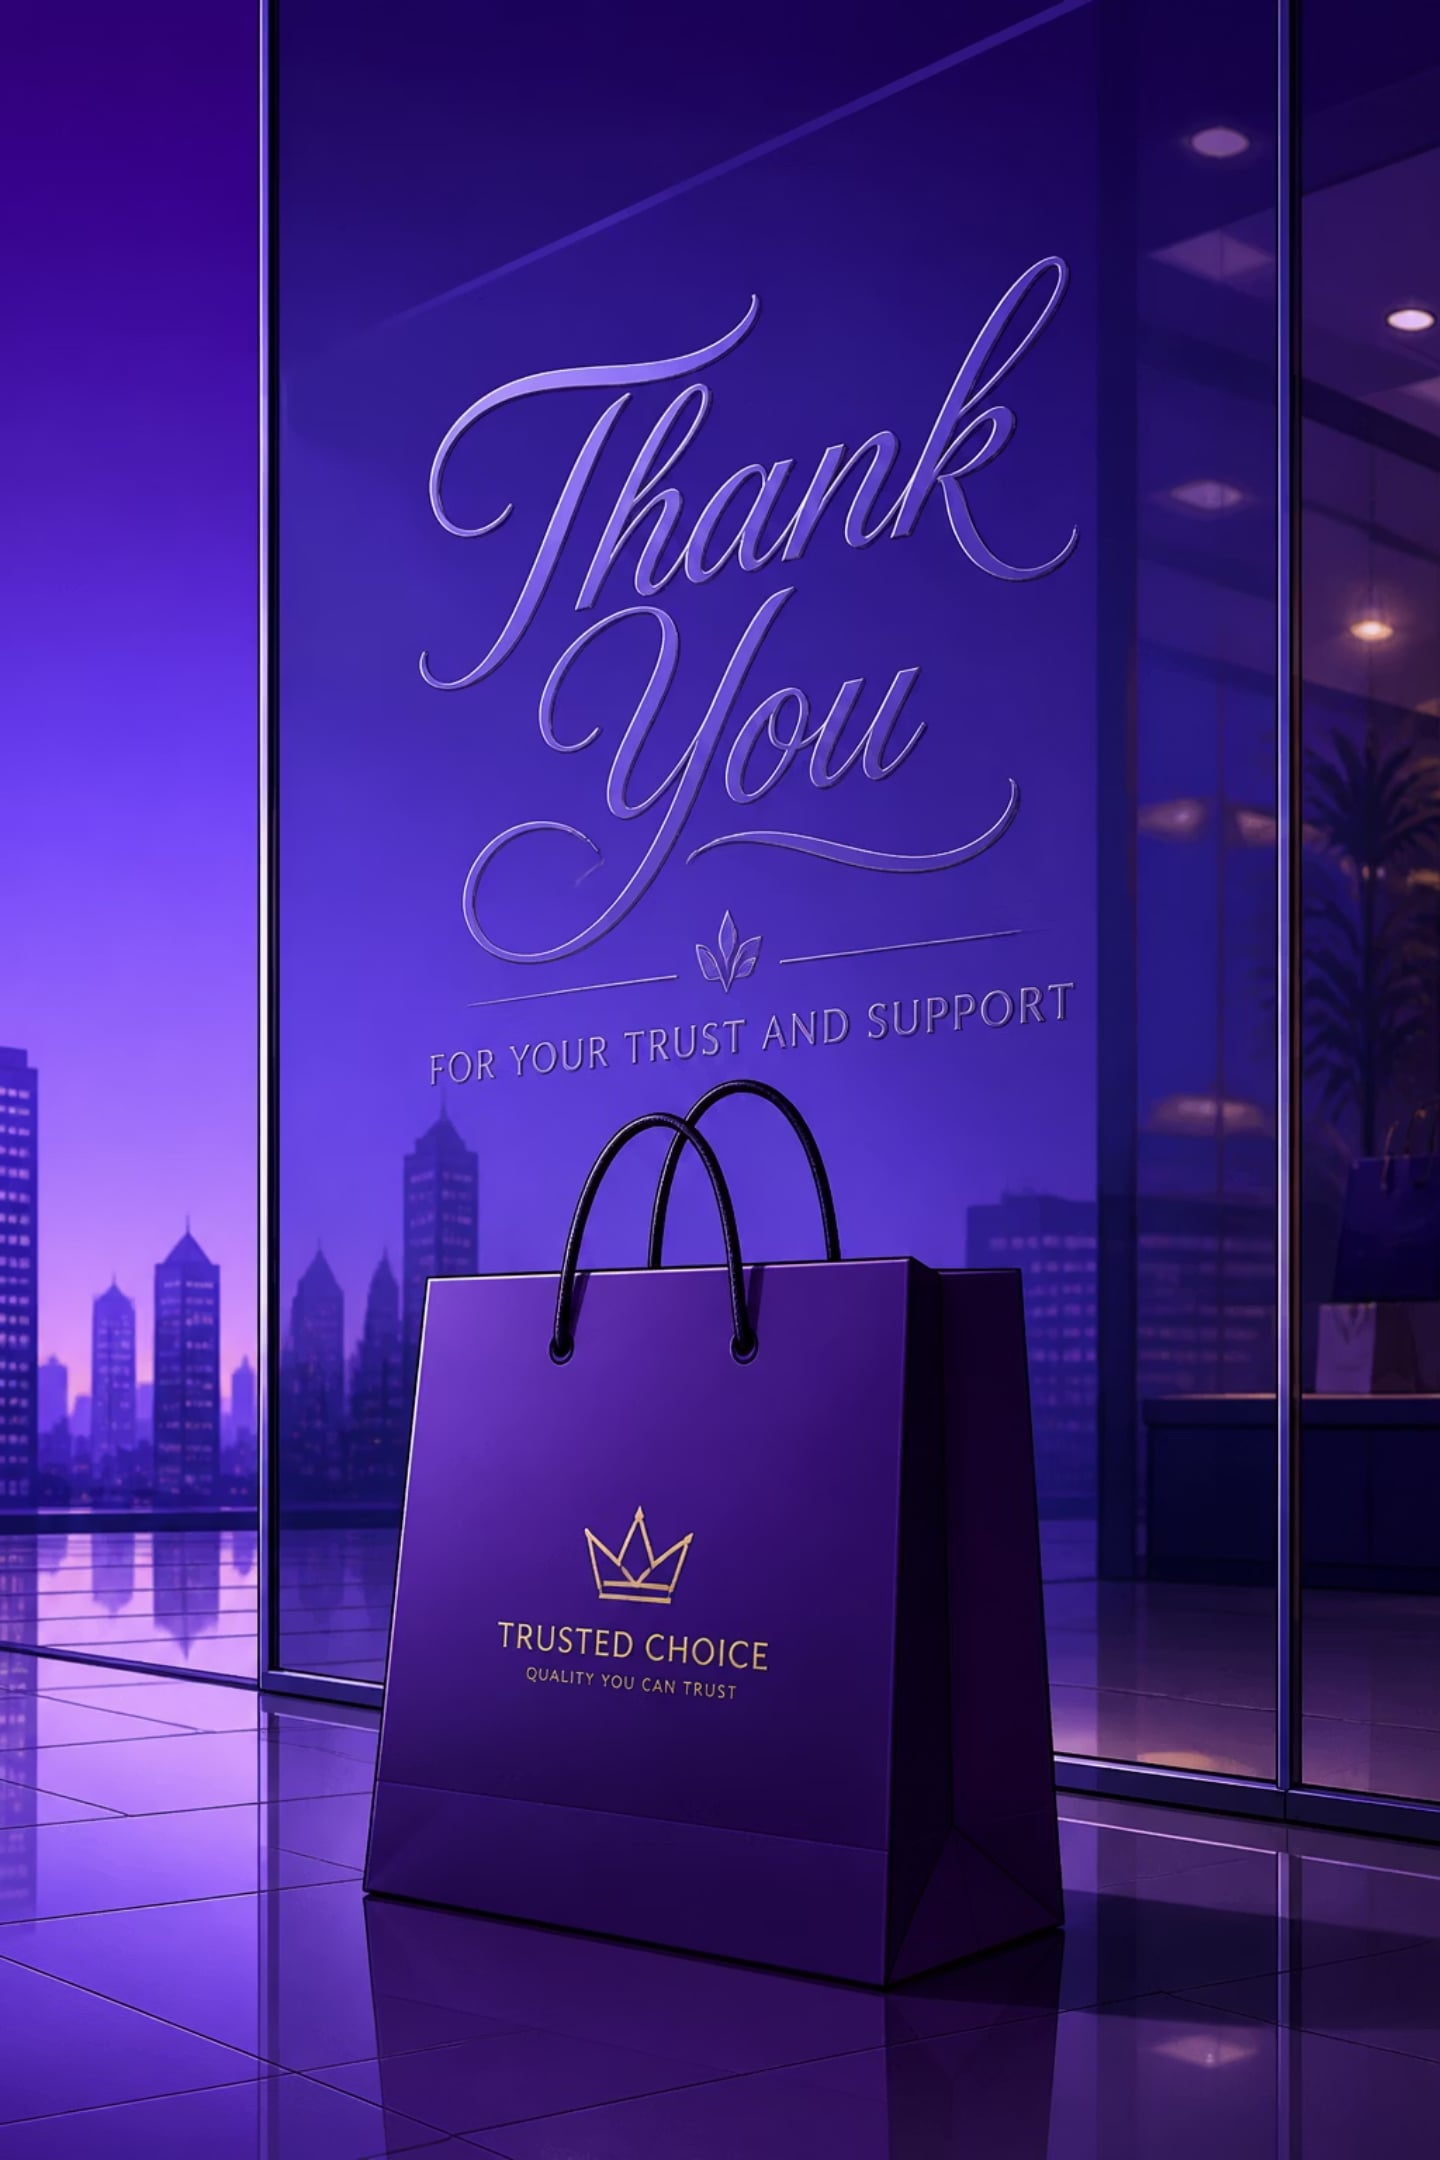 Thank
You
FOR YOUR TRUST AND SUPPORT
TRUSTED CHOICE
QUALITY YOU CAN TRUST